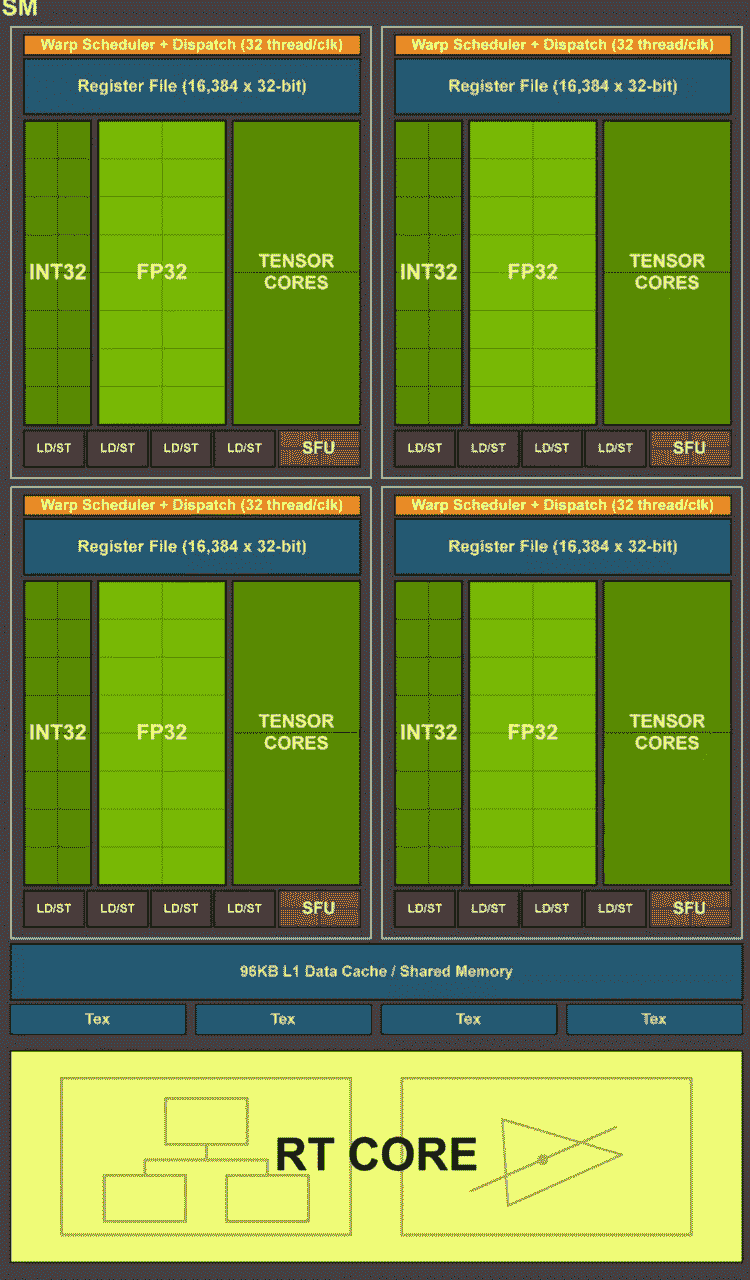 SM
Warp Scheduler + Dispatch (32 thread/clk)
Register File (16,384 x 32-bit)
INT32
FP32
TENSOR
CORES
LD/ST LD/ST LD/ST LD/ST SFU
Warp Scheduler + Dispatch (32 thread/clk)
Register File (16,384 x 32-bit)
INT32
FP32
TENSOR
CORES
LD/ST LD/ST LD/ST LD/ST SFU
Warp Scheduler + Dispatch (32 thread/clk)
Register File (16,384 x 32-bit)
INT32
FP32
TENSOR
CORES
LD/ST LD/ST LD/ST LD/ST SFU
Warp Scheduler + Dispatch (32 thread/clk)
Register File (16,384 x 32-bit)
INT32
FP32
TENSOR
CORES
LD/ST LD/ST LD/ST LD/ST SFU
96KB L1 Data Cache / Shared Memory
Tex Tex Tex Tex
RT CORE